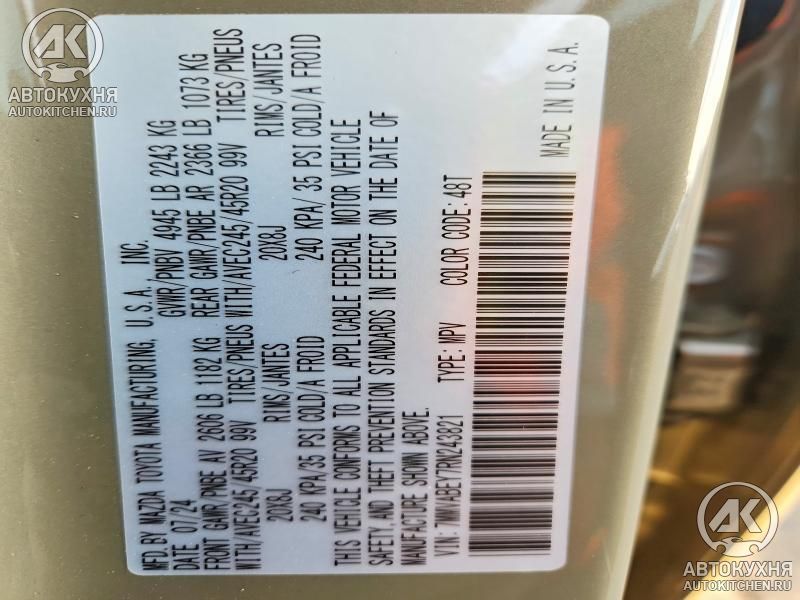 MFD. BY MAZDA TOYOTA MANUFACTURING, U.S.A. INC.
DATE 07/24 GVWR/PNBV 4945 LB 2243 KG
FRONT GAWR/PNBE AV 2606 LB 1182 KG REAR GAWR/PNBE AR 2366 LB 1073 KG
WITH/AVEC245/45R20 99V TIRES/PNEUS WITH/AVEC245/45R20 99V TIRES/PNEUS
20X8J RIMS/JANTES 20X8J RIMS/JANTES
240 KPA/35 PSI COLD/A FROID 240 KPA/ 35 PSI COLD/A FROID
THIS VEHICLE CONFORMS TO ALL APPLICABLE FEDERAL MOTOR VEHICLE
SAFETY, AND THEFT PREVENTION STANDARDS IN EFFECT ON THE DATE OF
MANUFACTURE SHOWN ABOVE.
VIN: 7MMVABEY7RN243821 TYPE: MPV COLOR CODE: 48T
MADE IN U.S.A.
АК
АВТОКУХНЯ
AUTOKITCHEN.RU
АК
АВТОКУХНЯ
AUTOKITCHEN.RU